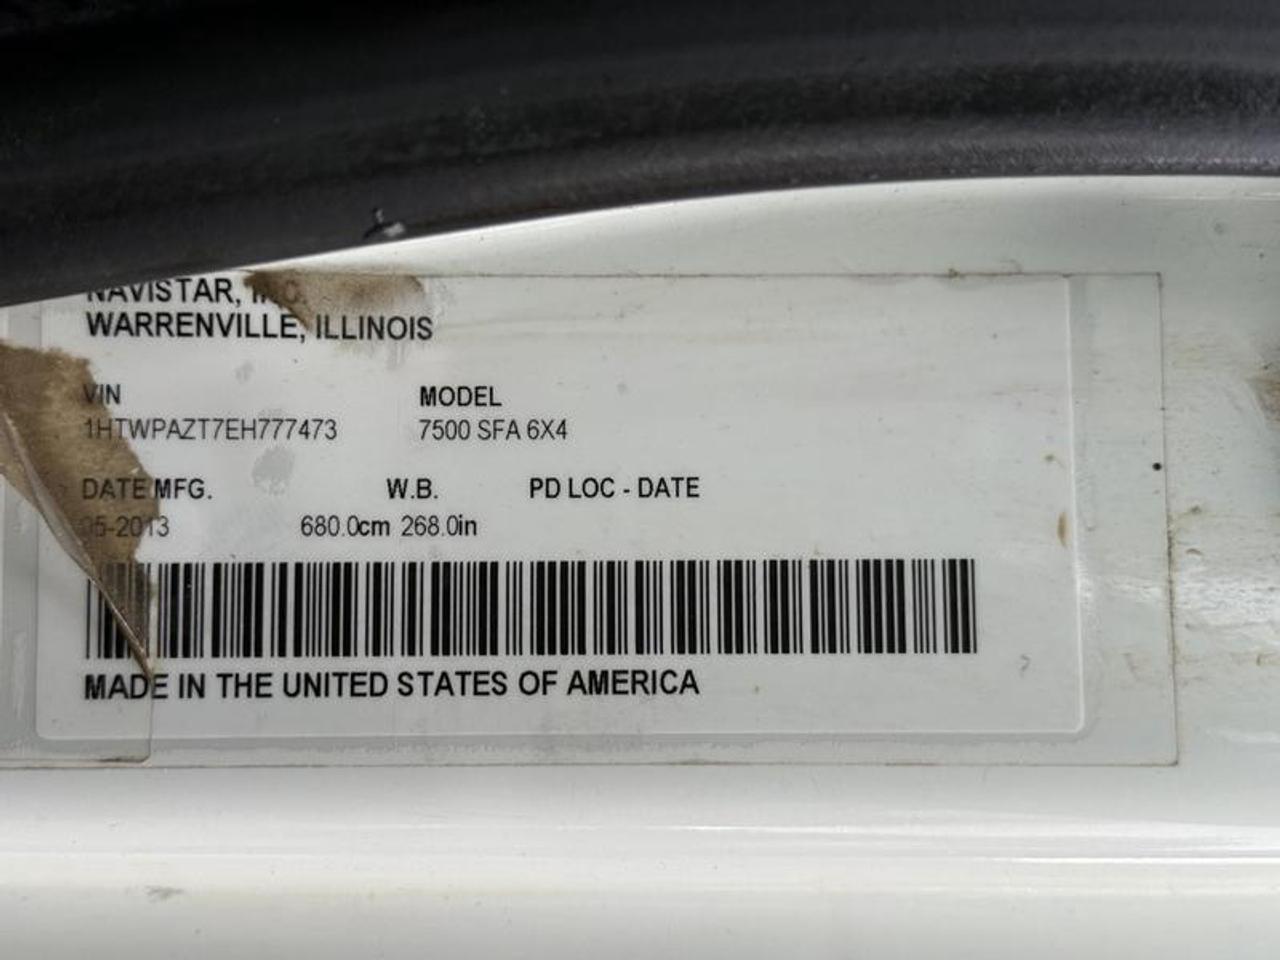 NAVISTAR, INC.
WARRENVILLE, ILLINOIS
VIN MODEL
1HTWPAZT7EH777473 7500 SFA 6X4
DATE MFG. W.B. PD LOC - DATE
05-2013 680.0cm 268.0in
MADE IN THE UNITED STATES OF AMERICA